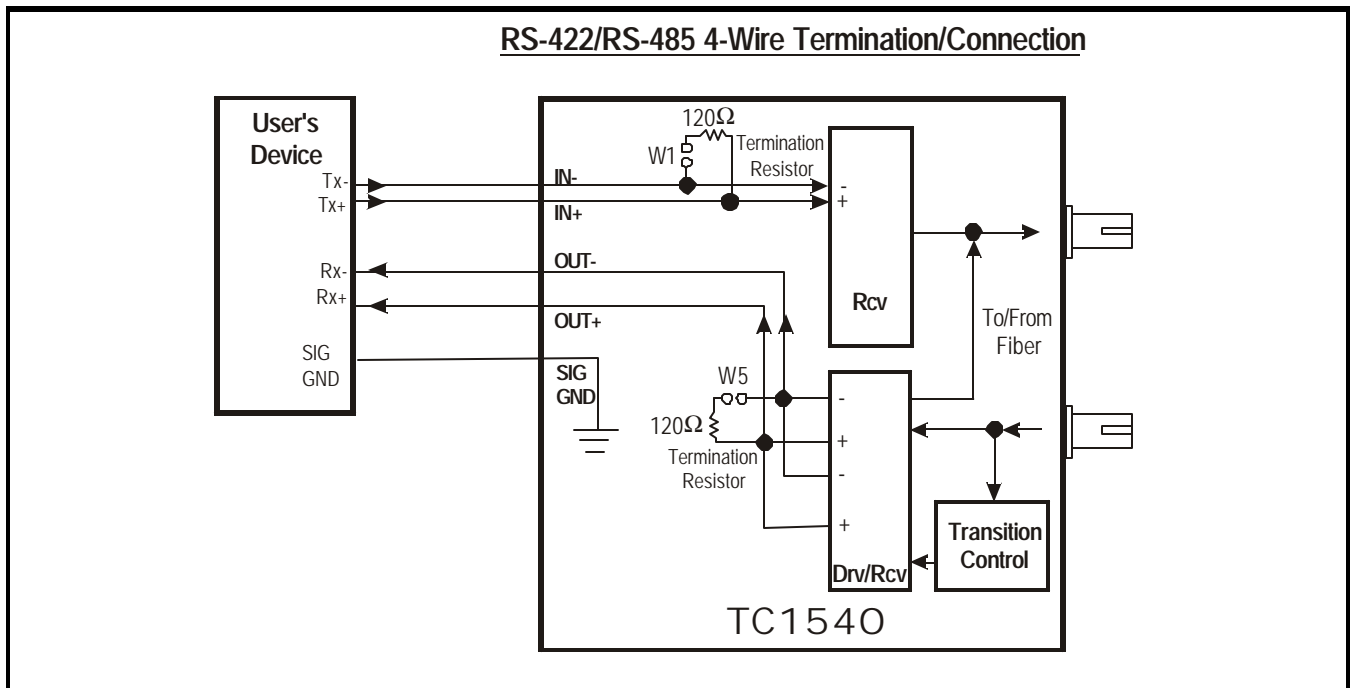 RS-422/RS-485 4-Wire Termination/Connection
User's
Device
Tx-
Tx+
Rx-
Rx+
SIG
GND
IN-
IN+
OUT-
OUT+
SIG
GND
120Ω
W1
Termination
Resistor
-
+
Rcv
To/From
Fiber
W5
120Ω
Termination
Resistor
-
+
-
+
Drv/Rcv
Transition
Control
TC1540